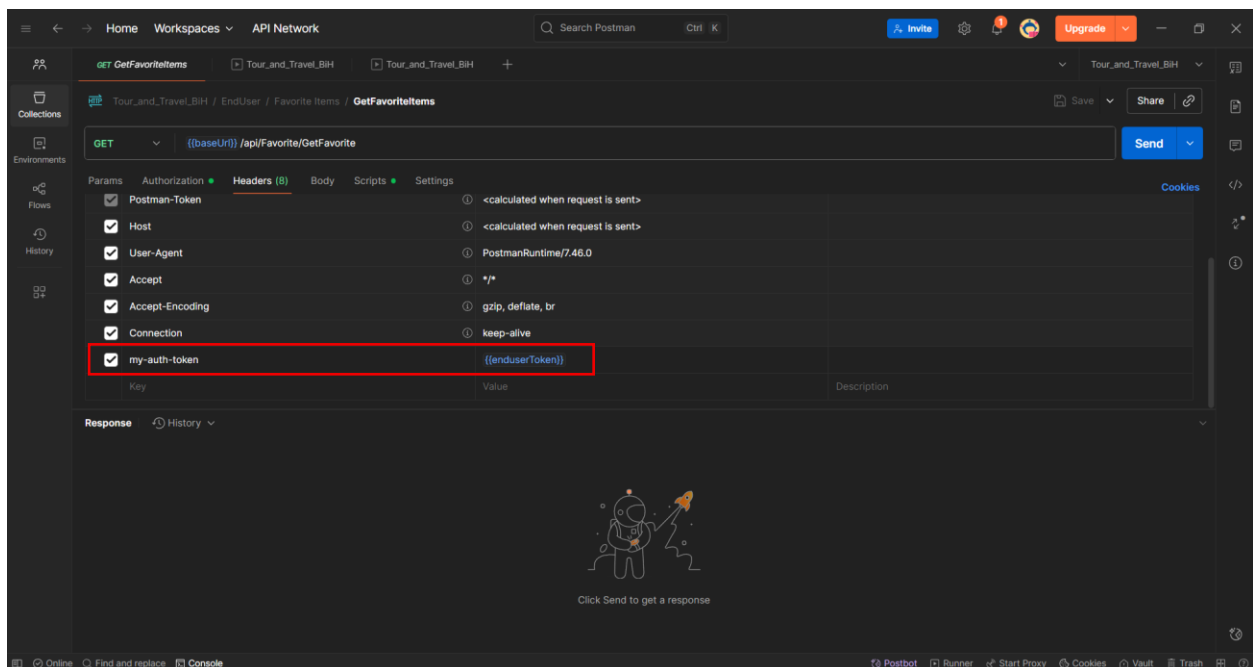 Home Workspaces API Network Search Postman Ctrl K Invite 1 Upgrade
GET GetFavoriteItems Tour_and_Travel_BiH Tour_and_Travel_BiH Tour_and_Travel_BiH
Collections
Environments
Flows
History
HTTP Tour_and_Travel_BiH / EndUser / Favorite Items / GetFavoriteItems Save Share
GET {{baseUrl}} /api/Favorite/GetFavorite Send
Params Authorization Headers (8) Body Scripts Settings Cookies
Postman-Token <calculated when request is sent>
Host <calculated when request is sent>
User-Agent PostmanRuntime/7.46.0
Accept */*
Accept-Encoding gzip, deflate, br
Connection keep-alive
my-auth-token {{enduserToken}}
Key Value Description
Response History
Click Send to get a response
Online Find and replace Console Postbot Runner Start Proxy Cookies Vault Trash